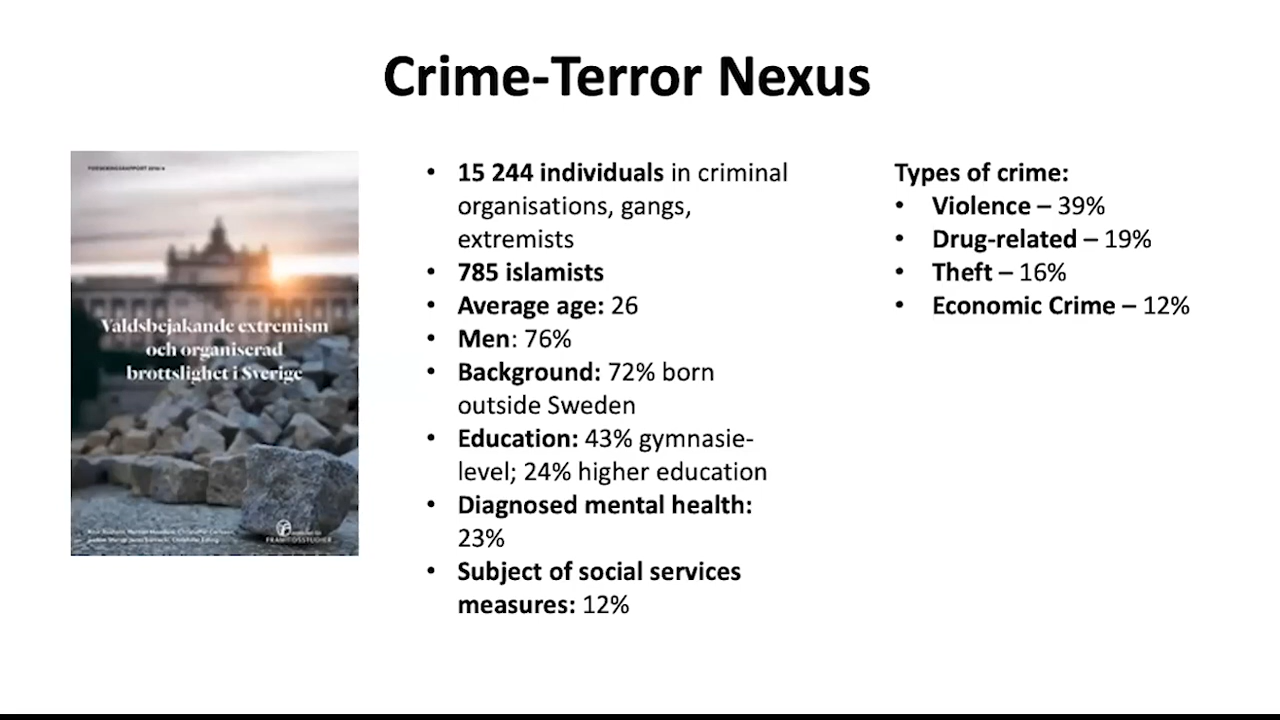 Crime-Terror Nexus
Våldsbejakande extremism
och organiserad
brottslighet i Sverige
FRAMTIDSSTUDIER
• 15 244 individuals in criminal
organisations, gangs,
extremists
• 785 islamists
• Average age: 26
• Men: 76%
• Background: 72% born
outside Sweden
• Education: 43% gymnasie-
level; 24% higher education
• Diagnosed mental health:
23%
• Subject of social services
measures: 12%
Types of crime:
• Violence – 39%
• Drug-related – 19%
• Theft – 16%
• Economic Crime – 12%